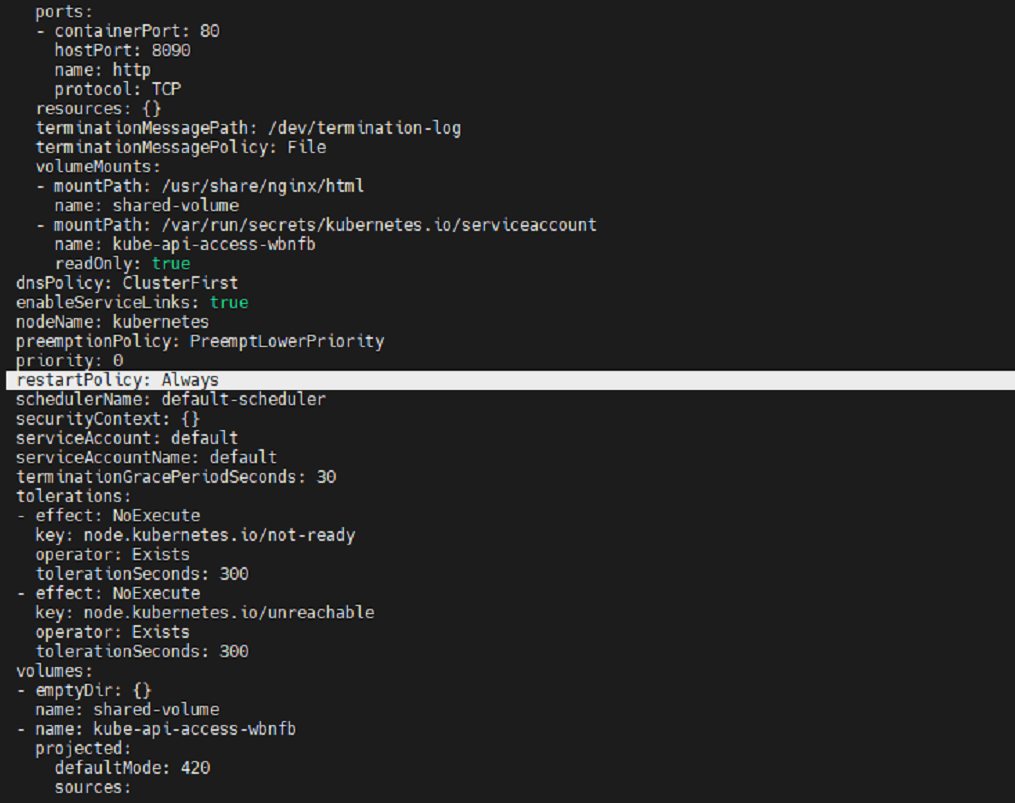 ports:
- containerPort: 80
hostPort: 8090
name: http
protocol: TCP
resources: {}
terminationMessagePath: /dev/termination-log
terminationMessagePolicy: File
volumeMounts:
- mountPath: /usr/share/nginx/html
name: shared-volume
- mountPath: /var/run/secrets/kubernetes.io/serviceaccount
name: kube-api-access-wbnfb
readOnly: true
dnsPolicy: ClusterFirst
enableServiceLinks: true
nodeName: kubernetes
preemptionPolicy: PreemptLowerPriority
priority: 0
restartPolicy: Always
schedulerName: default-scheduler
securityContext: {}
serviceAccount: default
serviceAccountName: default
terminationGracePeriodSeconds: 30
tolerations:
- effect: NoExecute
key: node.kubernetes.io/not-ready
operator: Exists
tolerationSeconds: 300
- effect: NoExecute
key: node.kubernetes.io/unreachable
operator: Exists
tolerationSeconds: 300
volumes:
- emptyDir: {}
name: shared-volume
- name: kube-api-access-wbnfb
projected:
defaultMode: 420
sources: